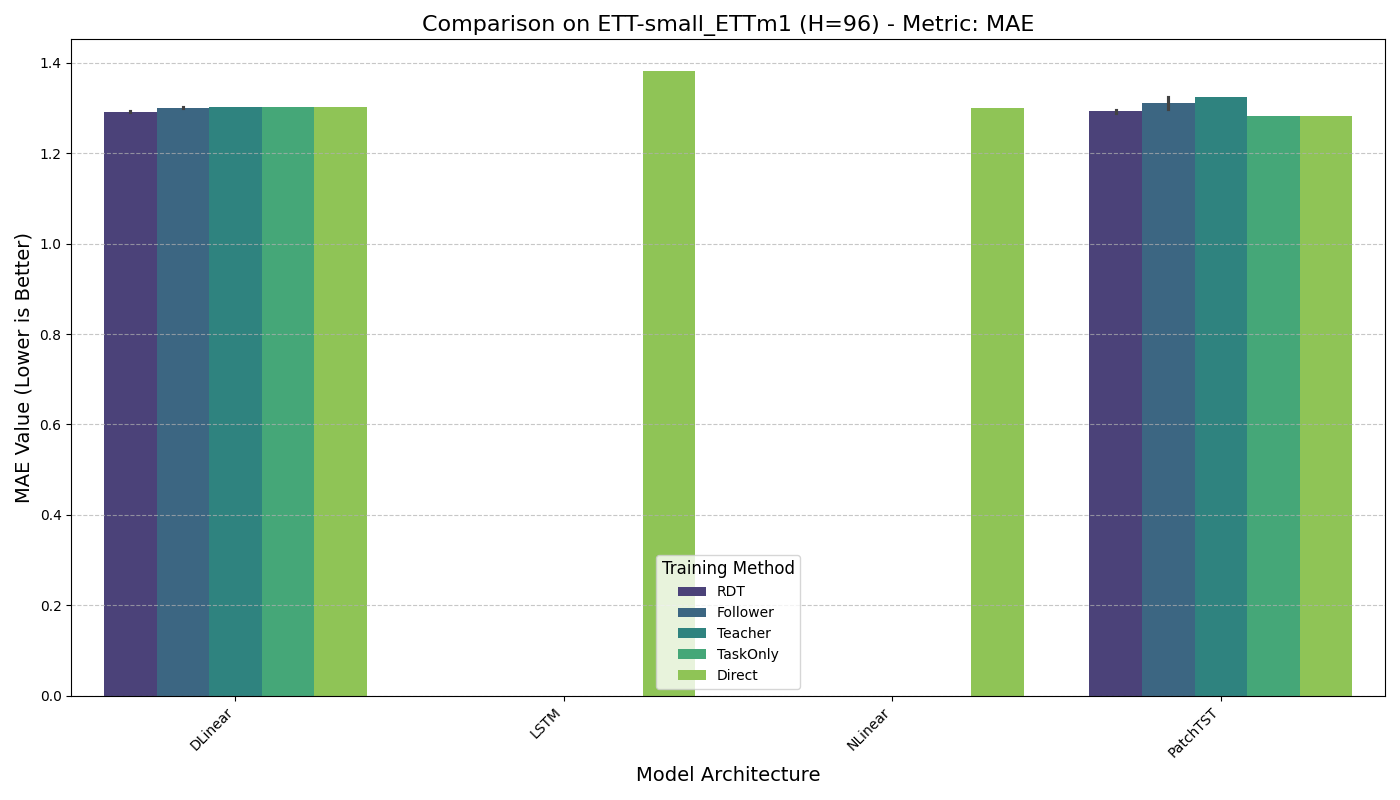 Comparison on ETT-small_ETTm1 (H=96) - Metric: MAE
MAE Value (Lower is Better)
1.4
1.2
1.0
0.8
0.6
0.4
0.2
0.0
Training Method
RDT
Follower
Teacher
TaskOnly
Direct
DLinear
LSTM
NLinear
PatchTST
Model Architecture